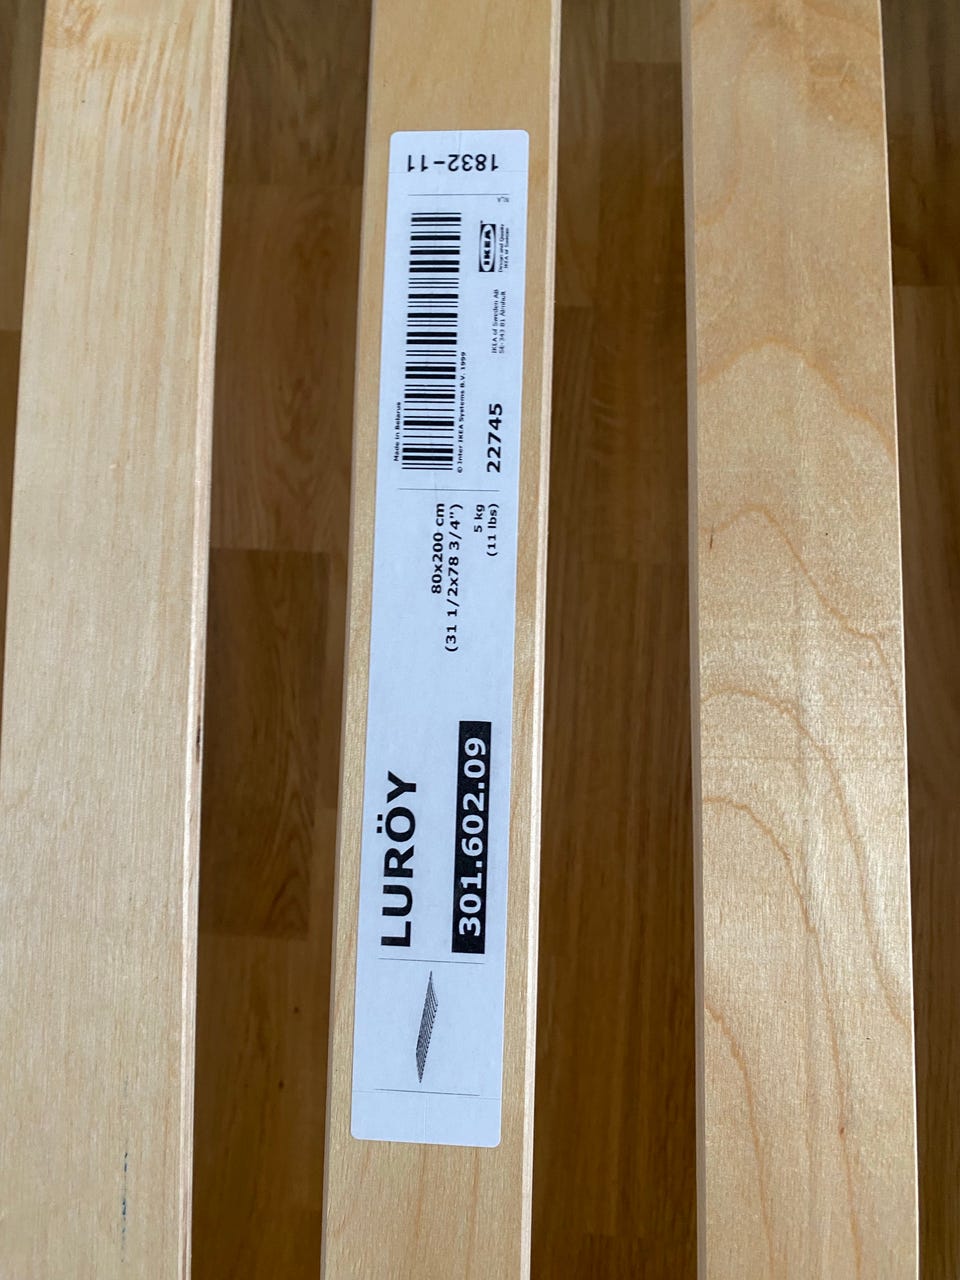 LURÖY
301.602.09
80x200 cm
(31 1/2x78 3/4")
5 kg
(11 lbs)
Made in Belarus
© Inter IKEA Systems B.V. 1999
22745
IKEA of Sweden AB
SE-343 81 Älmhult
IKEA
Design and Quality
IKEA of Sweden
1832-11